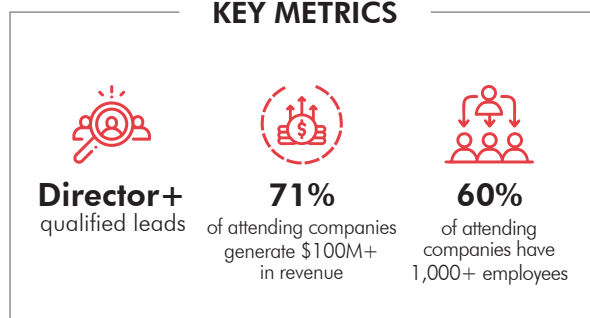 KEY METRICS
Director+
qualified leads
71%
of attending companies
generate $100M+
in revenue
60%
of attending
companies have
1,000+ employees